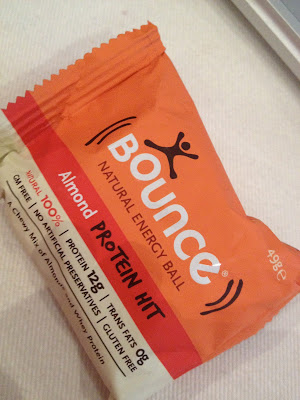 BOUNCE®
NATURAL ENERGY BALL
49g℮
Almond PROTEIN HIT
NATURAL 100% | PROTEIN 12g | TRANS FATS 0g
GM FREE | NO ARTIFICIAL PRESERVATIVES | GLUTEN FREE
A Chewy Mix of Almonds and Whey Protein